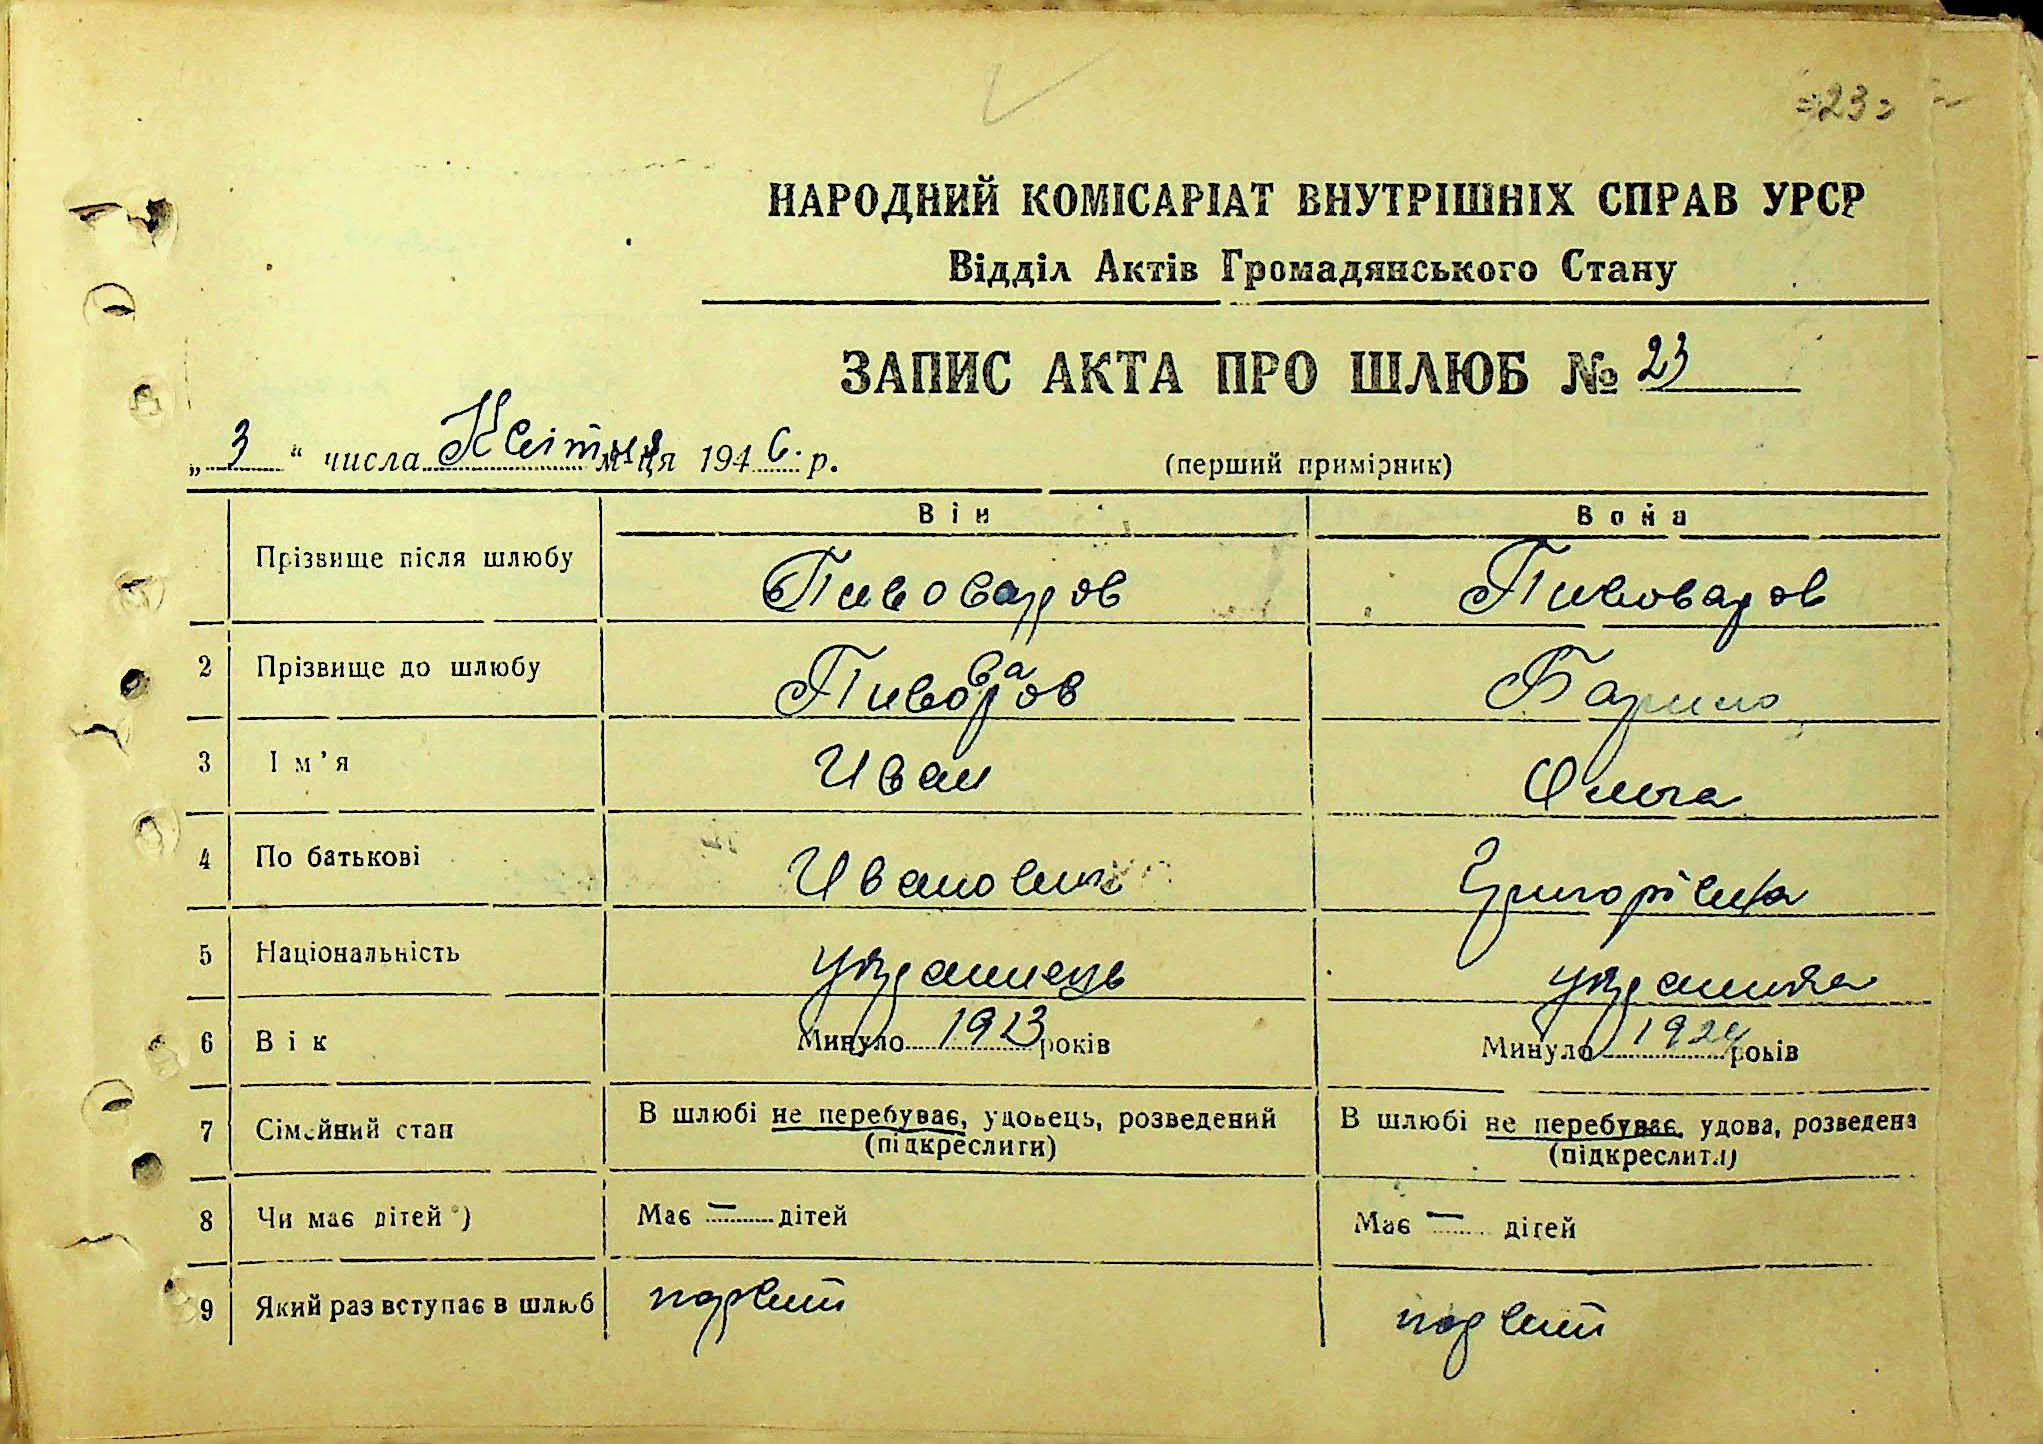 23
НАРОДНИЙ КОМІСАРІАТ ВНУТРІШНІХ СПРАВ УРСР
Відділ Актів Громадянського Стану
ЗАПИС АКТА ПРО ШЛЮБ № 23
„ 3 “ числа Квітня м-ця 1946. р.
(перший примірник)
Він Вона
Прізвище після шлюбу Пивоваров Пивоваров
2 Прізвище до шлюбу Пивоваров
3 Ім'я Иван Ольга
4 По батькові Иванович Григорівна
5 Національність українець українка
6 Вік Минуло 1923 років Минуло 1924 років
7 Сімейний стан В шлюбі не перебуває, удовець, розведений (підкреслити) В шлюбі не перебуває, удова, розведена (підкреслити)
8 Чи має дітей *) Має — дітей Має — дітей
9 Який раз вступає в шлюб первий первий